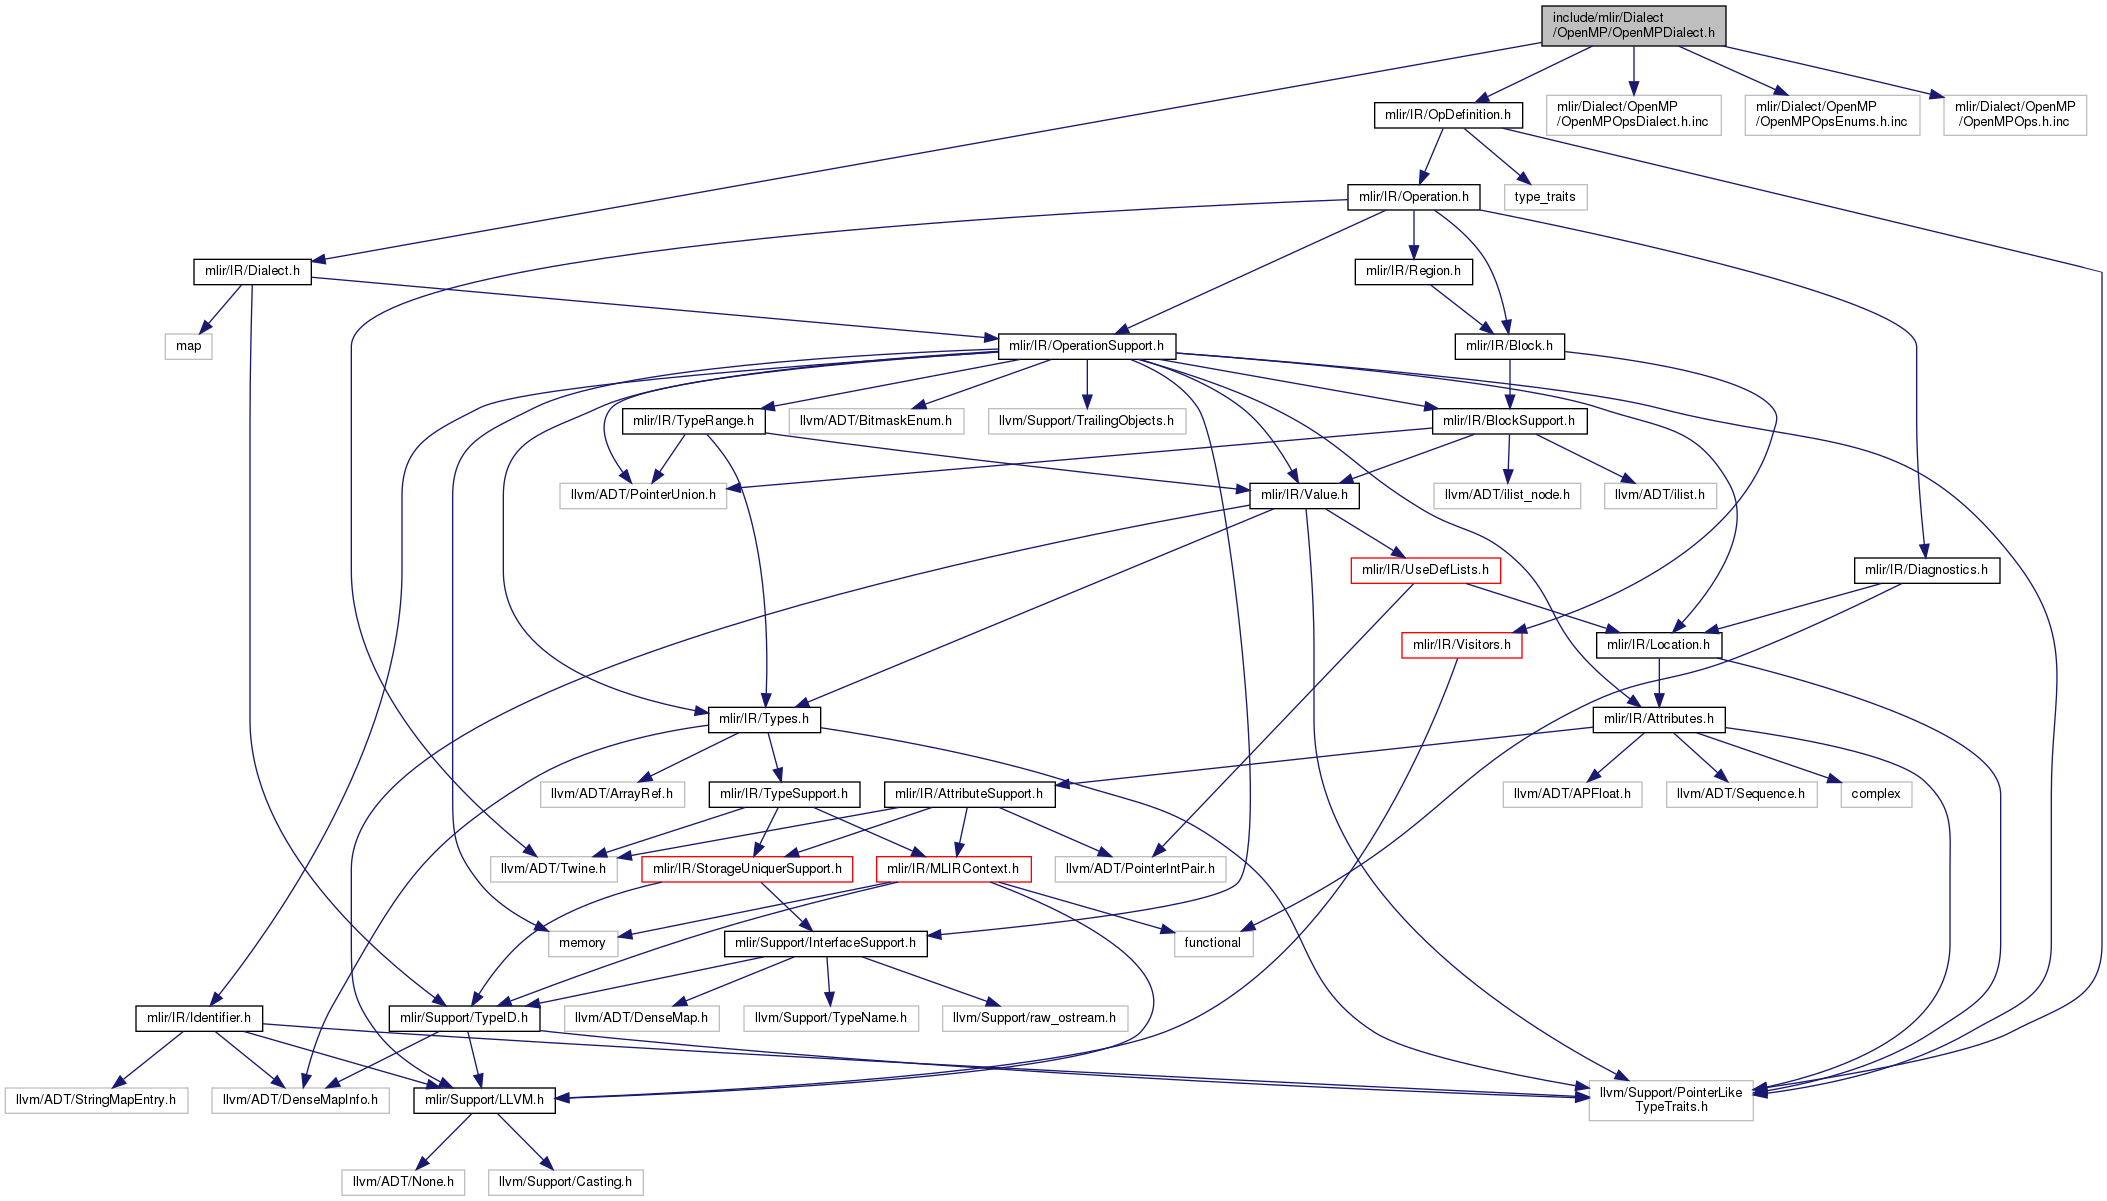 include/mlir/Dialect
/OpenMP/OpenMPDialect.h
mlir/IR/OpDefinition.h
mlir/Dialect/OpenMP
/OpenMPOpsDialect.h.inc
mlir/Dialect/OpenMP
/OpenMPOpsEnums.h.inc
mlir/Dialect/OpenMP
/OpenMPOps.h.inc
mlir/IR/Operation.h
type_traits
mlir/IR/Dialect.h
mlir/IR/Region.h
map
mlir/IR/OperationSupport.h
mlir/IR/Block.h
mlir/IR/TypeRange.h
llvm/ADT/BitmaskEnum.h
llvm/Support/TrailingObjects.h
mlir/IR/BlockSupport.h
llvm/ADT/PointerUnion.h
mlir/IR/Value.h
llvm/ADT/ilist_node.h
llvm/ADT/ilist.h
mlir/IR/UseDefLists.h
mlir/IR/Diagnostics.h
mlir/IR/Visitors.h
mlir/IR/Location.h
mlir/IR/Types.h
mlir/IR/Attributes.h
llvm/ADT/ArrayRef.h
mlir/IR/TypeSupport.h
mlir/IR/AttributeSupport.h
llvm/ADT/APFloat.h
llvm/ADT/Sequence.h
complex
llvm/ADT/Twine.h
mlir/IR/StorageUniquerSupport.h
mlir/IR/MLIRContext.h
llvm/ADT/PointerIntPair.h
memory
mlir/Support/InterfaceSupport.h
functional
mlir/IR/Identifier.h
mlir/Support/TypeID.h
llvm/ADT/DenseMap.h
llvm/Support/TypeName.h
llvm/Support/raw_ostream.h
llvm/ADT/StringMapEntry.h
llvm/ADT/DenseMapInfo.h
mlir/Support/LLVM.h
llvm/Support/PointerLike
TypeTraits.h
llvm/ADT/None.h
llvm/Support/Casting.h